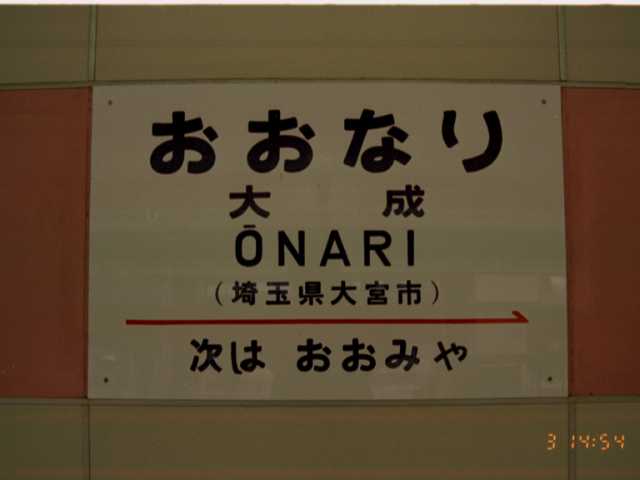 おおなり
大成
ŌNARI
(埼玉県大宮市)
次は おおみや
3 14:54